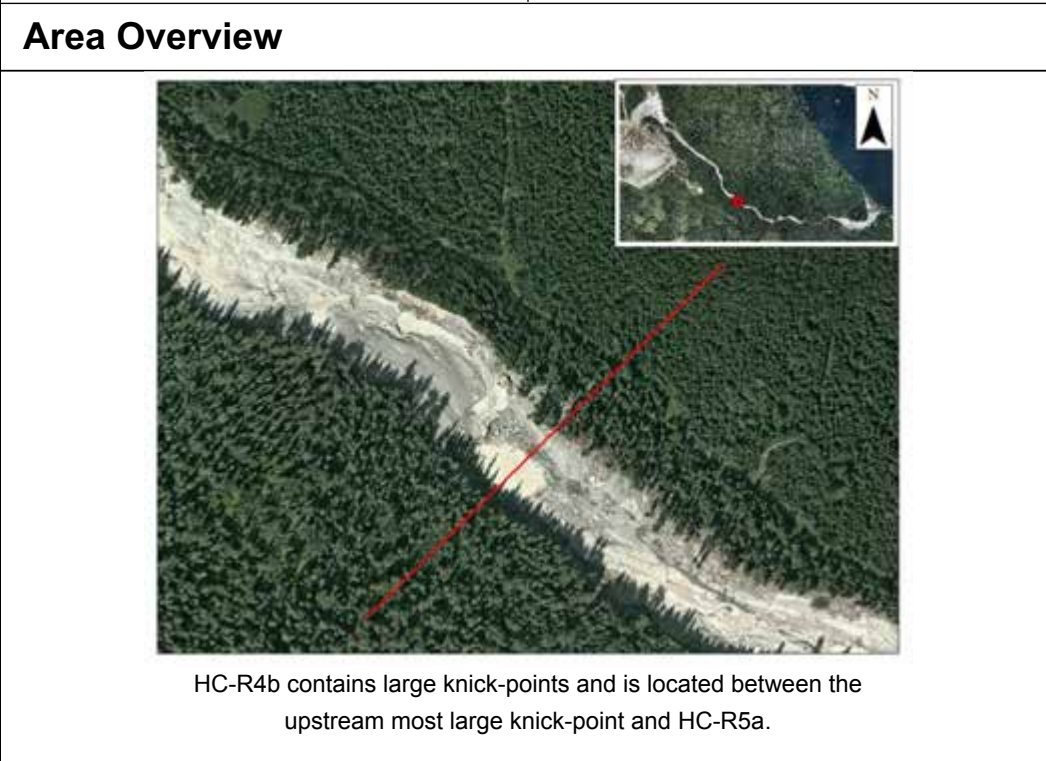 Area Overview
N
HC-R4b contains large knick-points and is located between the
upstream most large knick-point and HC-R5a.